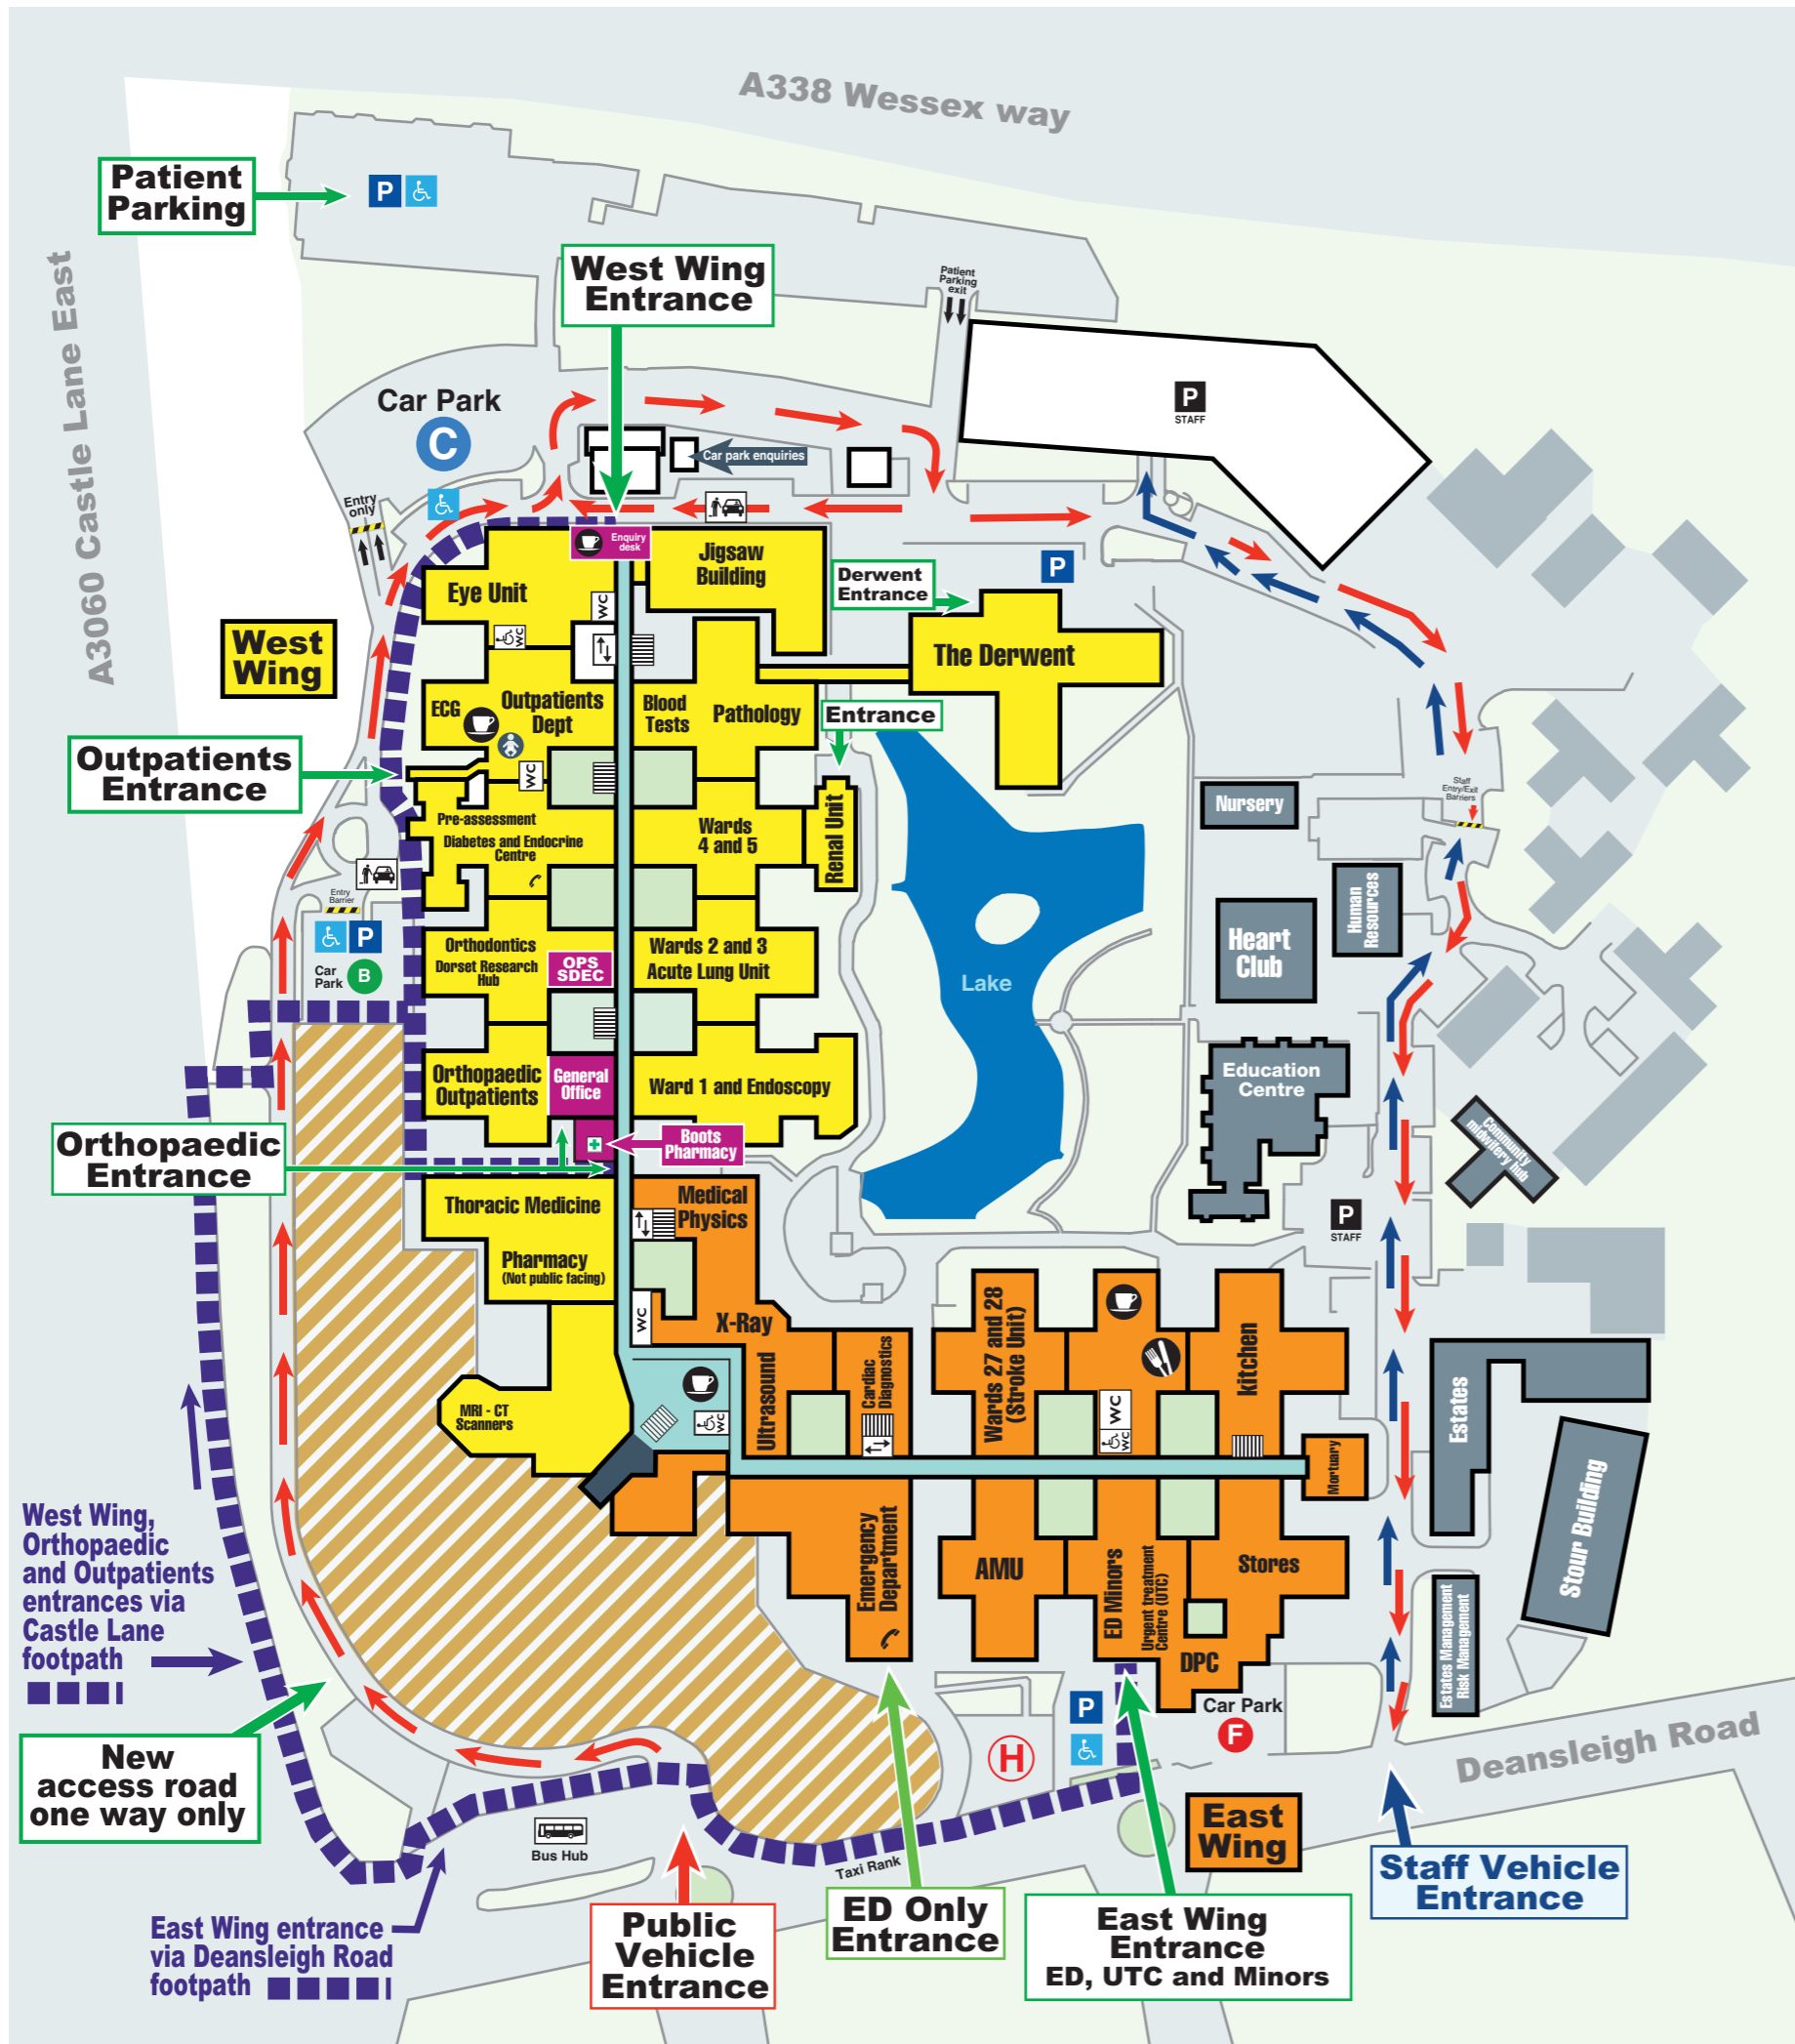 A338 Wessex way
A3060 Castle Lane East
Patient
Parking
P
West Wing
Entrance
Patient
Parking
exit
P
STAFF
Car Park
C
Car park enquiries
Entry
only
Enquiry
desk
Jigsaw
Building
Eye Unit
WC
WC
Derwent
Entrance
P
The Derwent
West
Wing
ECG
Outpatients
Dept
Blood
Tests
Pathology
Entrance
Outpatients
Entrance
WC
Pre-assessment
Diabetes and Endocrine
Centre
Wards
4 and 5
Renal Unit
Nursery
Staff
Entry/Exit
Barriers
Entry
Barrier
P
Car
Park
B
Orthodontics
Dorset Research
Hub
OPS
SDEC
Wards 2 and 3
Acute Lung Unit
Lake
Heart
Club
Human
Resources
Orthopaedic
Outpatients
General
Office
Ward 1 and Endoscopy
Education
Centre
Community
midwifery hub
Orthopaedic
Entrance
Boots
Pharmacy
Thoracic Medicine
Pharmacy
(Not public facing)
Medical
Physics
P
STAFF
WC
X-Ray
Ultrasound
Cardiac
Diagnostics
Wards 27 and 28
(Stroke Unit)
WC
WC
kitchen
MRI - CT
Scanners
WC
Mortuary
Estates
Stour Building
West Wing,
Orthopaedic
and Outpatients
entrances via
Castle Lane
footpath
Emergency
Department
AMU
ED Minors
Urgent treatment
Centre (UTC)
Stores
DPC
Estates Management
Risk Management
New
access road
one way only
H
P
Car Park
F
Deansleigh Road
Bus Hub
Taxi Rank
East
Wing
Staff Vehicle
Entrance
East Wing entrance
via Deansleigh Road
footpath
Public
Vehicle
Entrance
ED Only
Entrance
East Wing
Entrance
ED, UTC and Minors